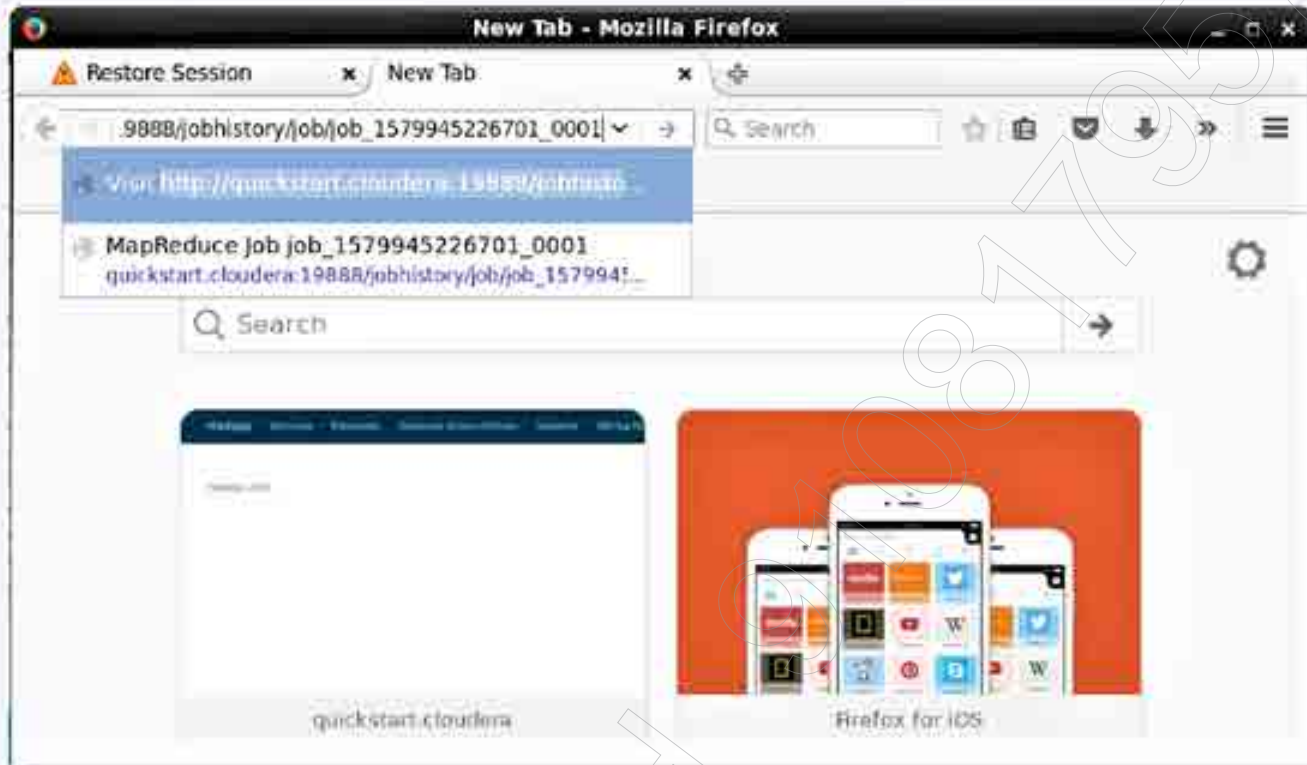 New Tab - Mozilla Firefox
Restore Session
New Tab
.9888/jobhistory/job/job_1579945226701_0001
Search
Visit http://quickstart.cloudera:19888/jobhisto...
MapReduce Job job_1579945226701_0001
quickstart.cloudera:19888/jobhistory/job/job_157994!...
Search
W
W
quickstart.cloudera
Firefox for iOS